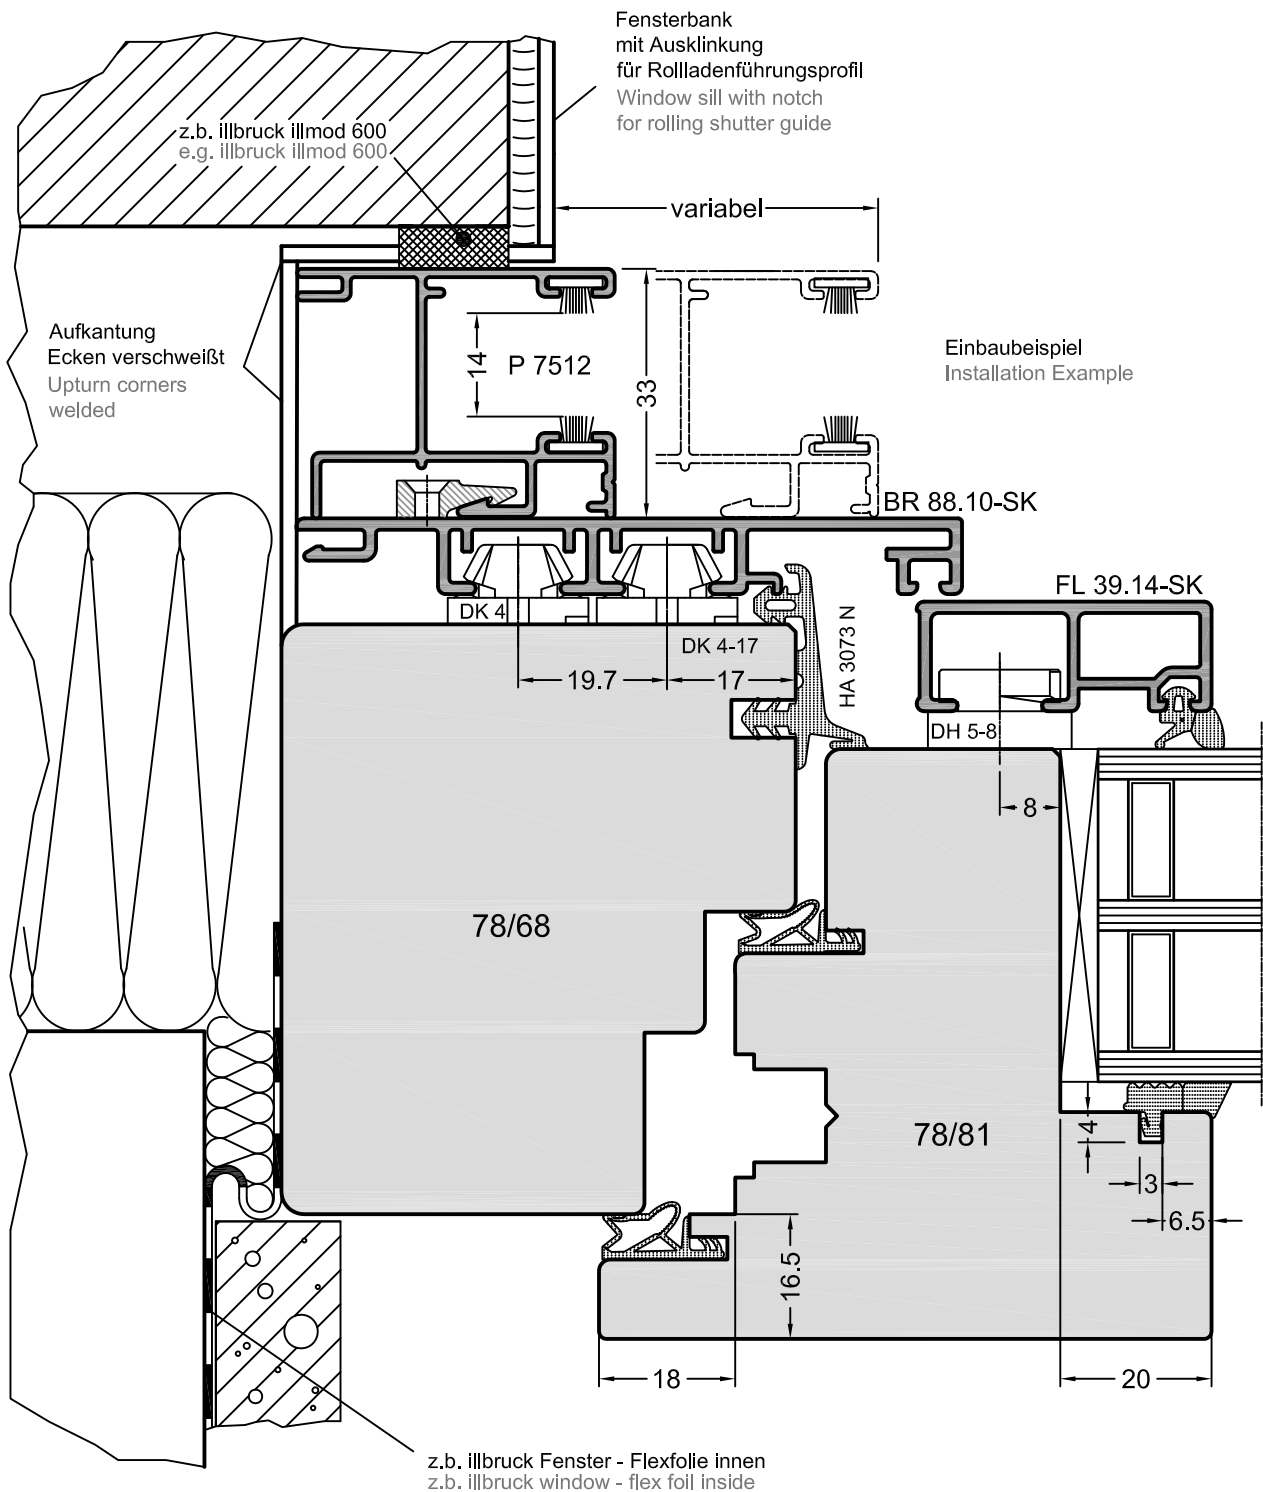 Fensterbank
mit Ausklinkung
für Rollladenführungsprofil
Window sill with notch
for rolling shutter guide
z.b. illbruck illmod 600
e.g. illbruck illmod 600
variabel
Aufkantung
Ecken verschweißt
Upturn corners
welded
14
P 7512
33
Einbaubeispiel
Installation Example
BR 88.10-SK
FL 39.14-SK
DK 4
DK 4-17
HA 3073 N
19.7
17
DH 5-8
8
78/68
78/81
4
3
6.5
16.5
18
20
z.b. illbruck Fenster - Flexfolie innen
z.b. illbruck window - flex foil inside